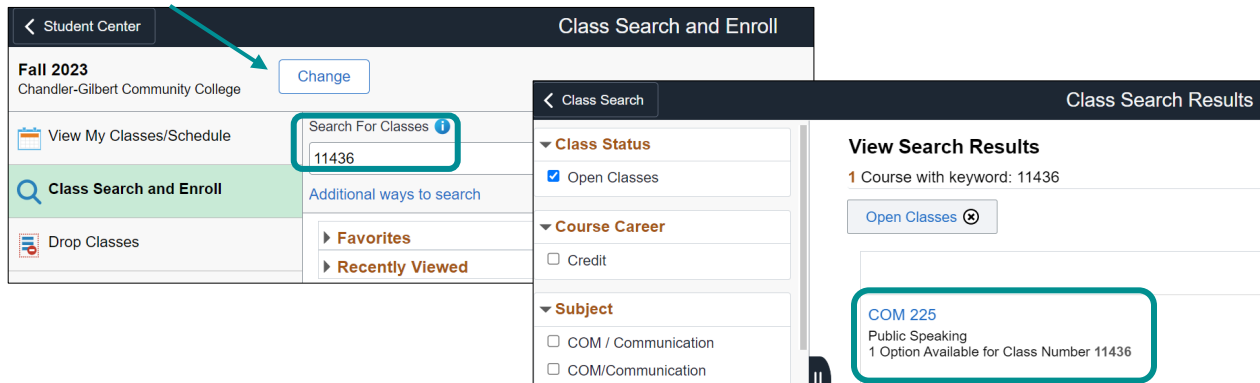 Student Center
Class Search and Enroll
Fall 2023
Chandler-Gilbert Community College
Change
View My Classes/Schedule
Class Search and Enroll
Drop Classes
Search For Classes
11436
Additional ways to search
Favorites
Recently Viewed
Class Search
Class Search Results
Class Status
Open Classes
Course Career
Credit
Subject
COM / Communication
COM/Communication
View Search Results
1 Course with keyword: 11436
Open Classes
COM 225
Public Speaking
1 Option Available for Class Number 11436